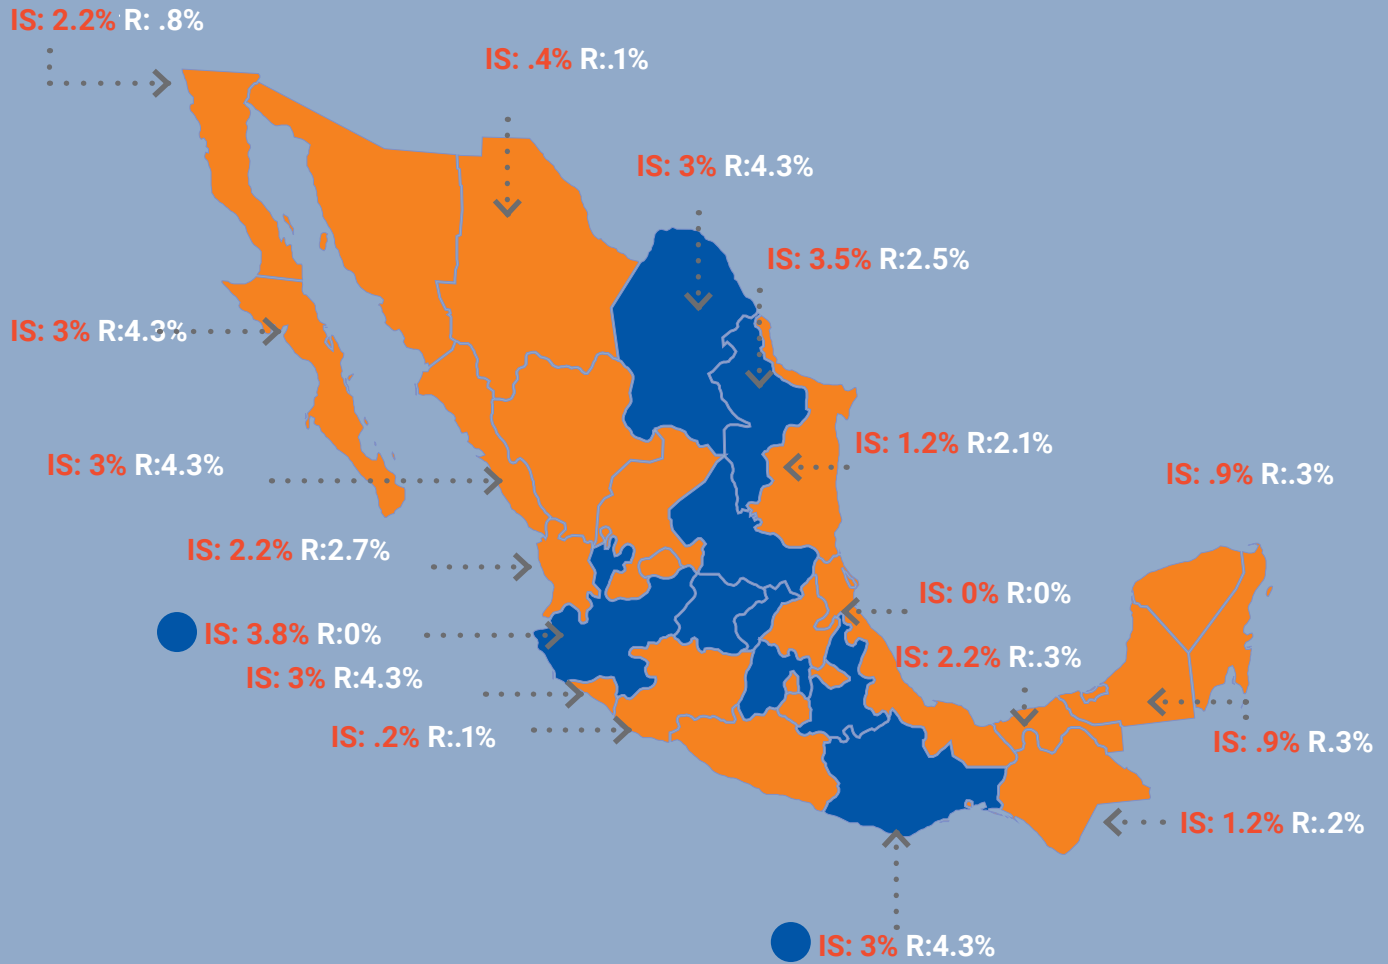 IS: 2.2% R: .8%
IS: .4% R:.1%
IS: 3% R:4.3%
IS: 3.5% R:2.5%
IS: 3% R:4.3%
IS: 1.2% R:2.1%
IS: 3% R:4.3%
IS: .9% R:.3%
IS: 2.2% R:2.7%
IS: 0% R:0%
IS: 3.8% R:0%
IS: 2.2% R:.3%
IS: 3% R:4.3%
IS: .2% R:.1%
IS: .9% R.3%
IS: 1.2% R:.2%
IS: 3% R:4.3%